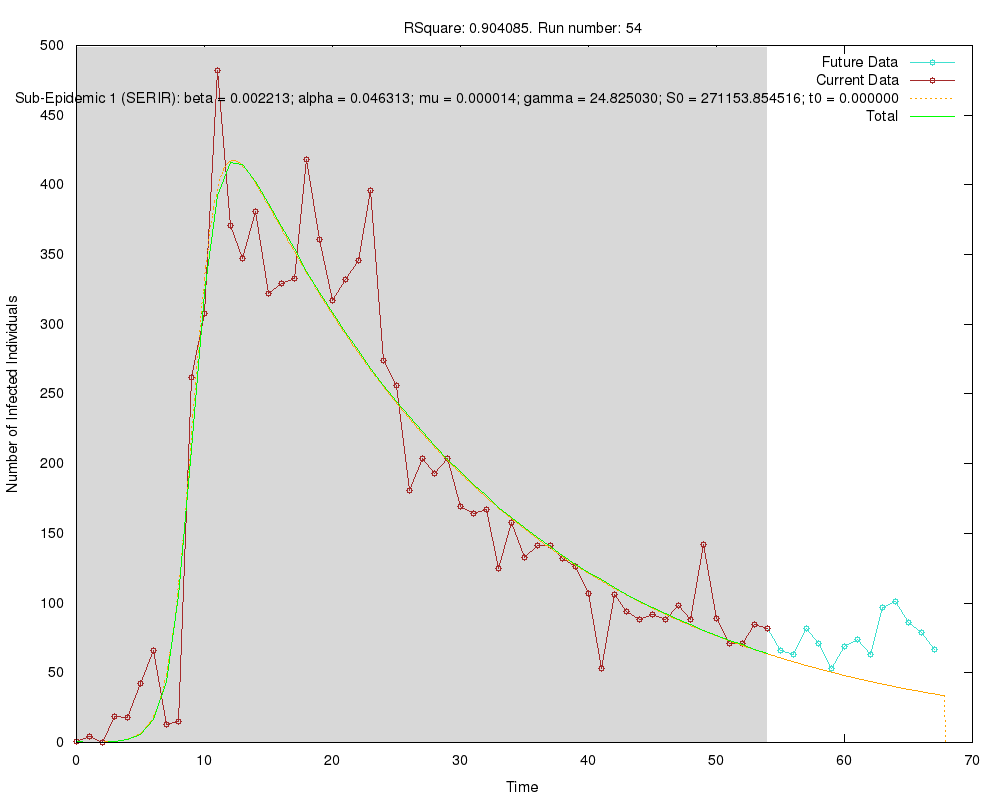 RSquare: 0.904085. Run number: 54
Future Data
Current Data
Sub-Epidemic 1 (SERIR): beta = 0.002213; alpha = 0.046313; mu = 0.000014; gamma = 24.825030; S0 = 271153.854516; t0 = 0.000000
Total
Number of Infected Individuals
500
450
400
350
300
250
200
150
100
50
0
0 10 20 30 40 50 60 70
Time